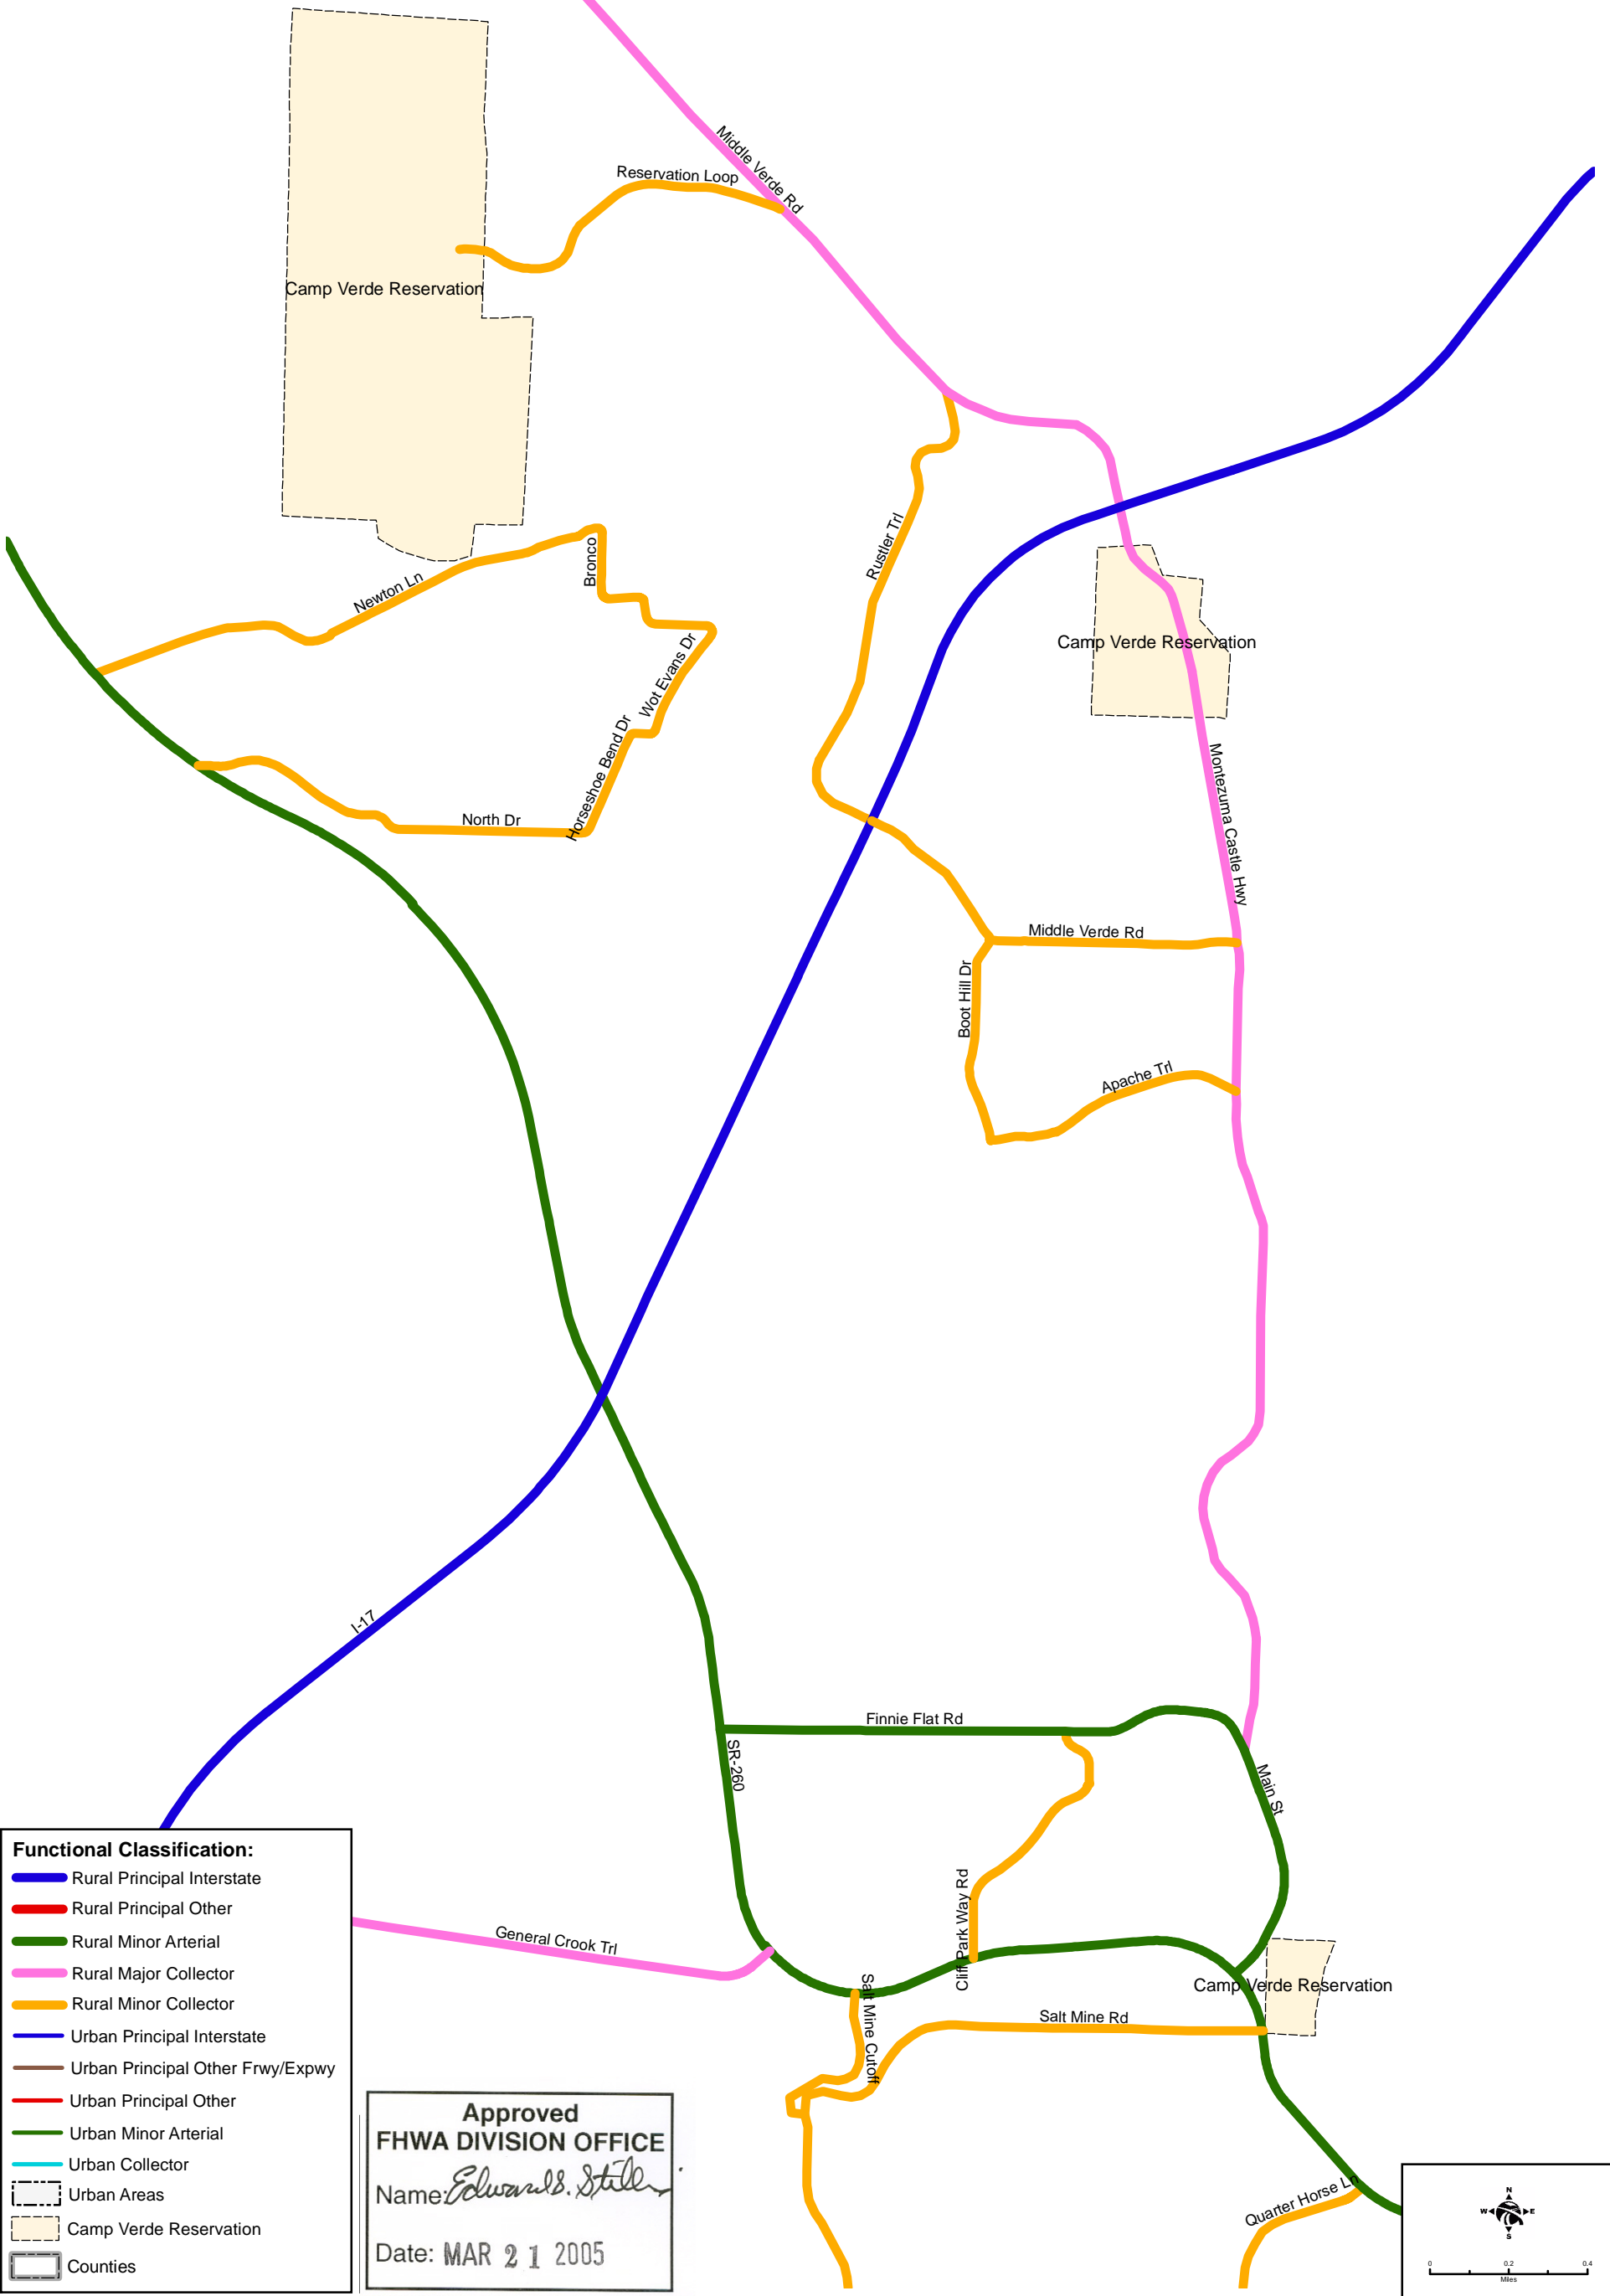 Middle Verde Rd
Reservation Loop
Camp Verde Reservation
Rustler Trl
Bronco
Newton Ln
Camp Verde Reservation
Wot Evans Dr
Horseshoe Bend Dr
North Dr
Montezuma Castle Hwy
Middle Verde Rd
Boot Hill Dr
Apache Trl
I-17
Finnie Flat Rd
SR-260
Main St
Cliff Park Way Rd
General Crook Trl
Camp Verde Reservation
Salt Mine Cutoff
Salt Mine Rd
Quarter Horse Ln
Functional Classification:
Rural Principal Interstate
Rural Principal Other
Rural Minor Arterial
Rural Major Collector
Rural Minor Collector
Urban Principal Interstate
Urban Principal Other Frwy/Expwy
Urban Principal Other
Urban Minor Arterial
Urban Collector
Urban Areas
Camp Verde Reservation
Counties
Approved
FHWA DIVISION OFFICE
Name:
Date: MAR 21 2005
N
W E
S
0 0.2 0.4
Miles